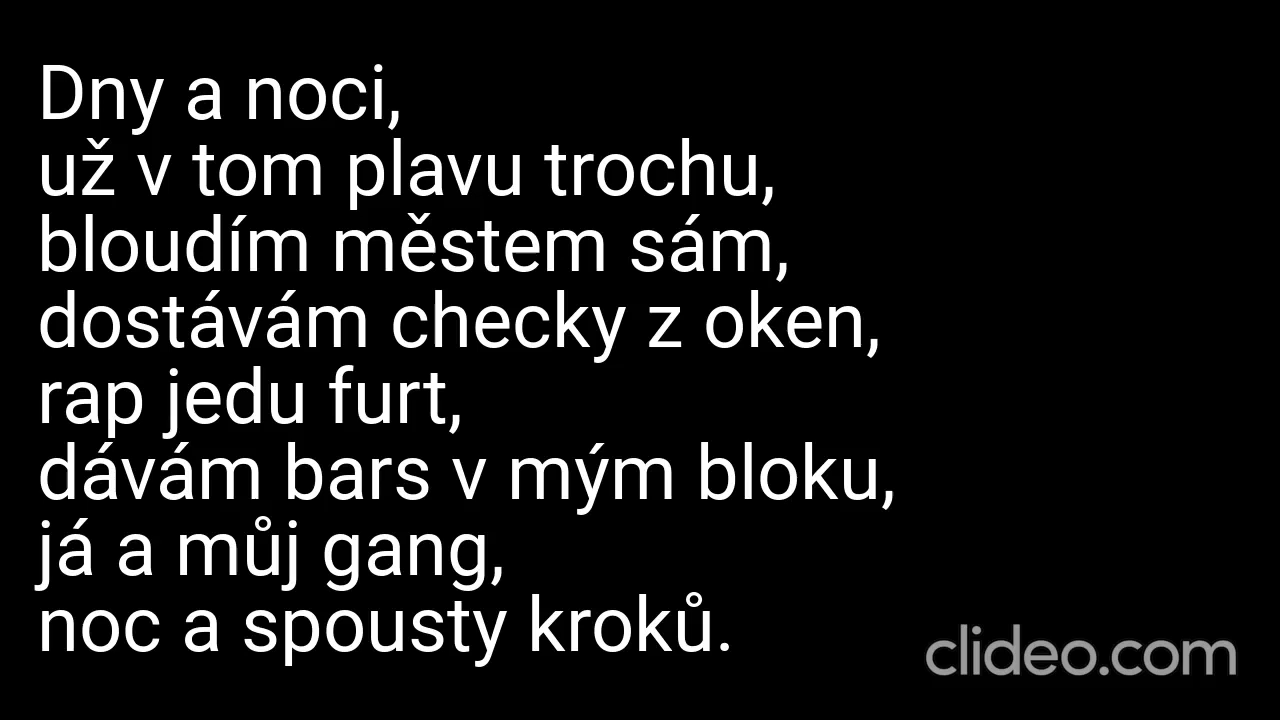 Dny a noci,
už v tom plavu trochu,
bloudím městem sám,
dostávám checky z oken,
rap jedu furt,
dávám bars v mým bloku,
já a můj gang,
noc a spousty kroků.
clideo.com